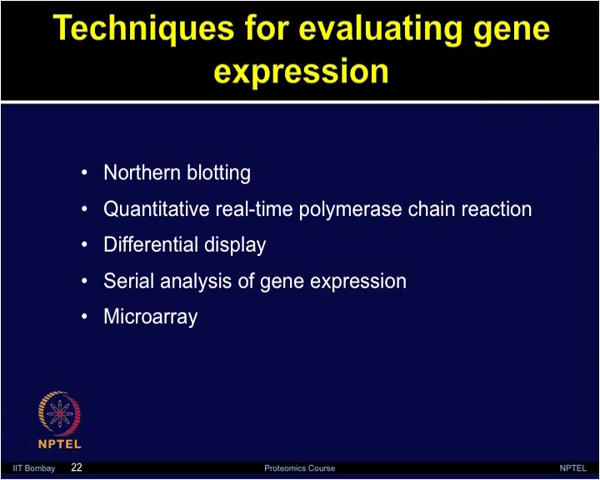 Techniques for evaluating gene
expression
• Northern blotting
• Quantitative real-time polymerase chain reaction
• Differential display
• Serial analysis of gene expression
• Microarray
NPTEL
IIT Bombay 22 Proteomics Course NPTEL